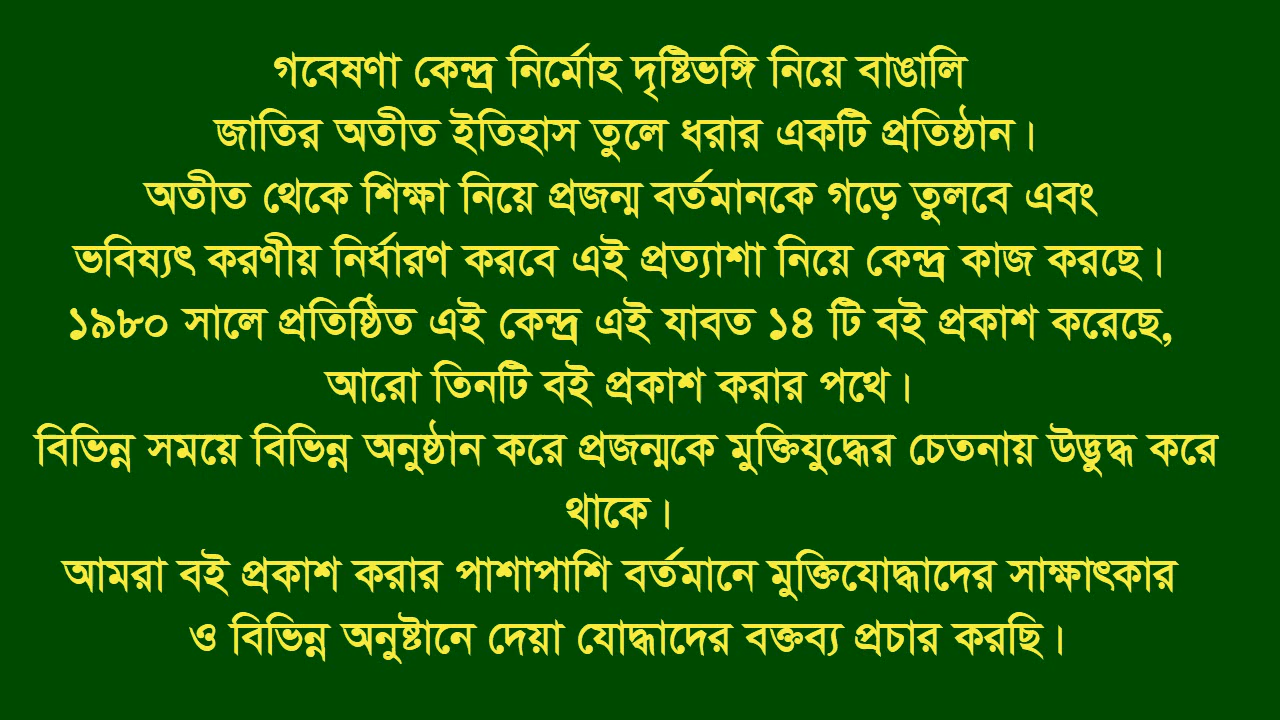 গবেষণা কেন্দ্র নির্মোহ দৃষ্টিভঙ্গি নিয়ে বাঙালি
জাতির অতীত ইতিহাস তুলে ধরার একটি প্রতিষ্ঠান।
অতীত থেকে শিক্ষা নিয়ে প্রজন্ম বর্তমানকে গড়ে তুলবে এবং
ভবিষ্যৎ করণীয় নির্ধারণ করবে এই প্রত্যাশা নিয়ে কেন্দ্র কাজ করছে।
১৯৮০ সালে প্রতিষ্ঠিত এই কেন্দ্র এই যাবত ১৪ টি বই প্রকাশ করেছে,
আরো তিনটি বই প্রকাশ করার পথে।
বিভিন্ন সময়ে বিভিন্ন অনুষ্ঠান করে প্রজন্মকে মুক্তিযুদ্ধের চেতনায় উদ্ভুদ্ধ করে
থাকে।
আমরা বই প্রকাশ করার পাশাপাশি বর্তমানে মুক্তিযোদ্ধাদের সাক্ষাৎকার
ও বিভিন্ন অনুষ্টানে দেয়া যোদ্ধাদের বক্তব্য প্রচার করছি।